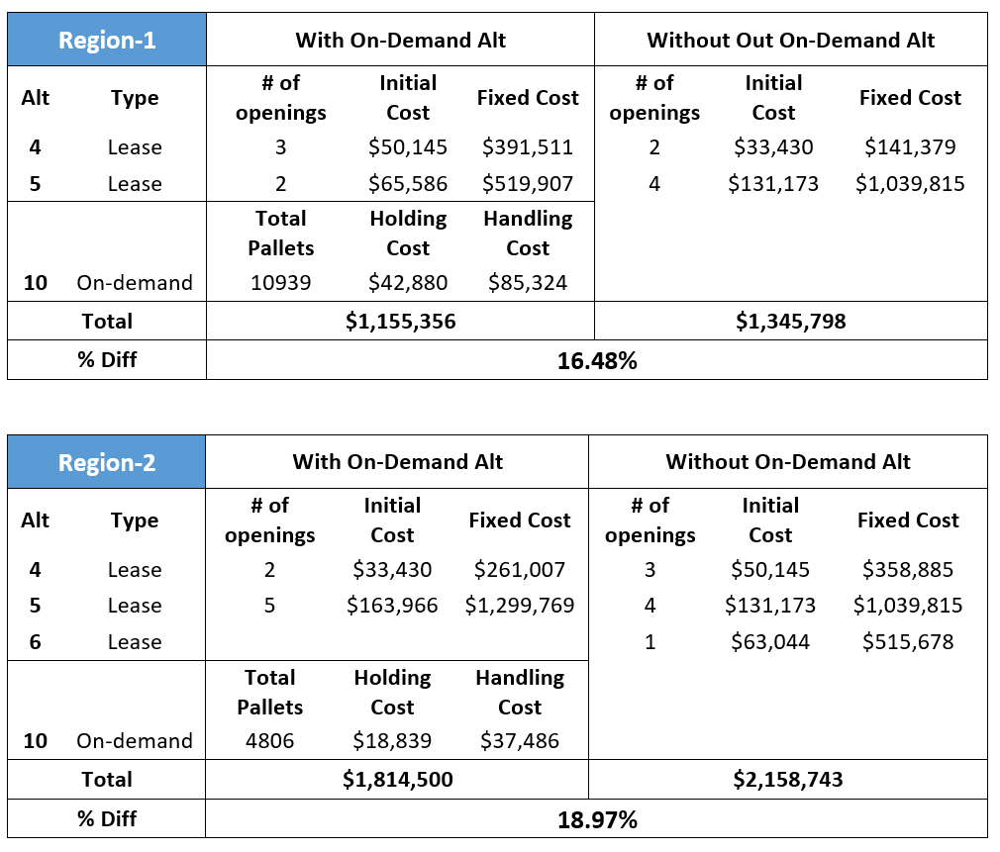 Region-1 With On-Demand Alt Without Out On-Demand Alt
Alt Type # of openings Initial Cost Fixed Cost # of openings Initial Cost Fixed Cost
4 Lease 3 $50,145 $391,511 2 $33,430 $141,379
5 Lease 2 $65,586 $519,907 4 $131,173 $1,039,815
Total Pallets Holding Cost Handling Cost
10 On-demand 10939 $42,880 $85,324
Total $1,155,356 $1,345,798
% Diff 16.48%
Region-2 With On-Demand Alt Without On-Demand Alt
Alt Type # of openings Initial Cost Fixed Cost # of openings Initial Cost Fixed Cost
4 Lease 2 $33,430 $261,007 3 $50,145 $358,885
5 Lease 5 $163,966 $1,299,769 4 $131,173 $1,039,815
6 Lease 1 $63,044 $515,678
Total Pallets Holding Cost Handling Cost
10 On-demand 4806 $18,839 $37,486
Total $1,814,500 $2,158,743
% Diff 18.97%